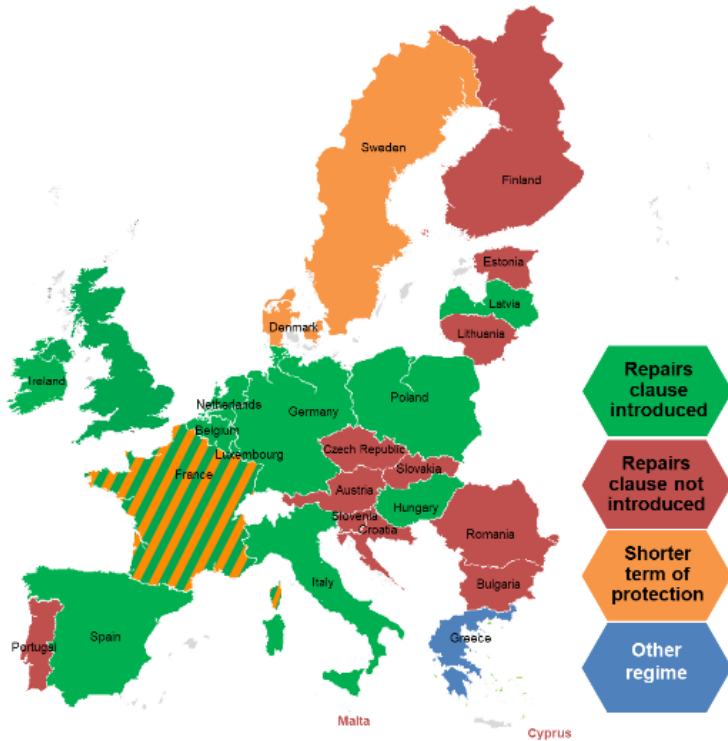 Sweden
Finland
Estonia
Latvia
Denmark
Lithuania
Ireland
Netherlands
Germany
Poland
Belgium
Luxembourg
France
Czech Republic
Slovakia
Austria
Hungary
Slovenia
Croatia
Romania
Italy
Bulgaria
Portugal
Spain
Greece
Malta
Cyprus
Repairs
clause
introduced
Repairs
clause not
introduced
Shorter
term of
protection
Other
regime